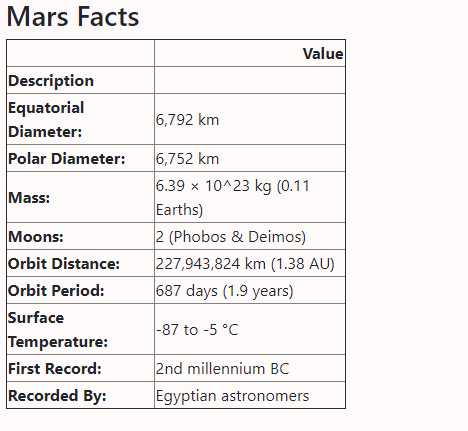 Mars Facts
Value
Description
Equatorial
Diameter:
6,792 km
Polar Diameter: 6,752 km
Mass:
6.39 × 10^23 kg (0.11
Earths)
Moons: 2 (Phobos & Deimos)
Orbit Distance: 227,943,824 km (1.38 AU)
Orbit Period: 687 days (1.9 years)
Surface
Temperature:
-87 to -5 °C
First Record: 2nd millennium BC
Recorded By: Egyptian astronomers